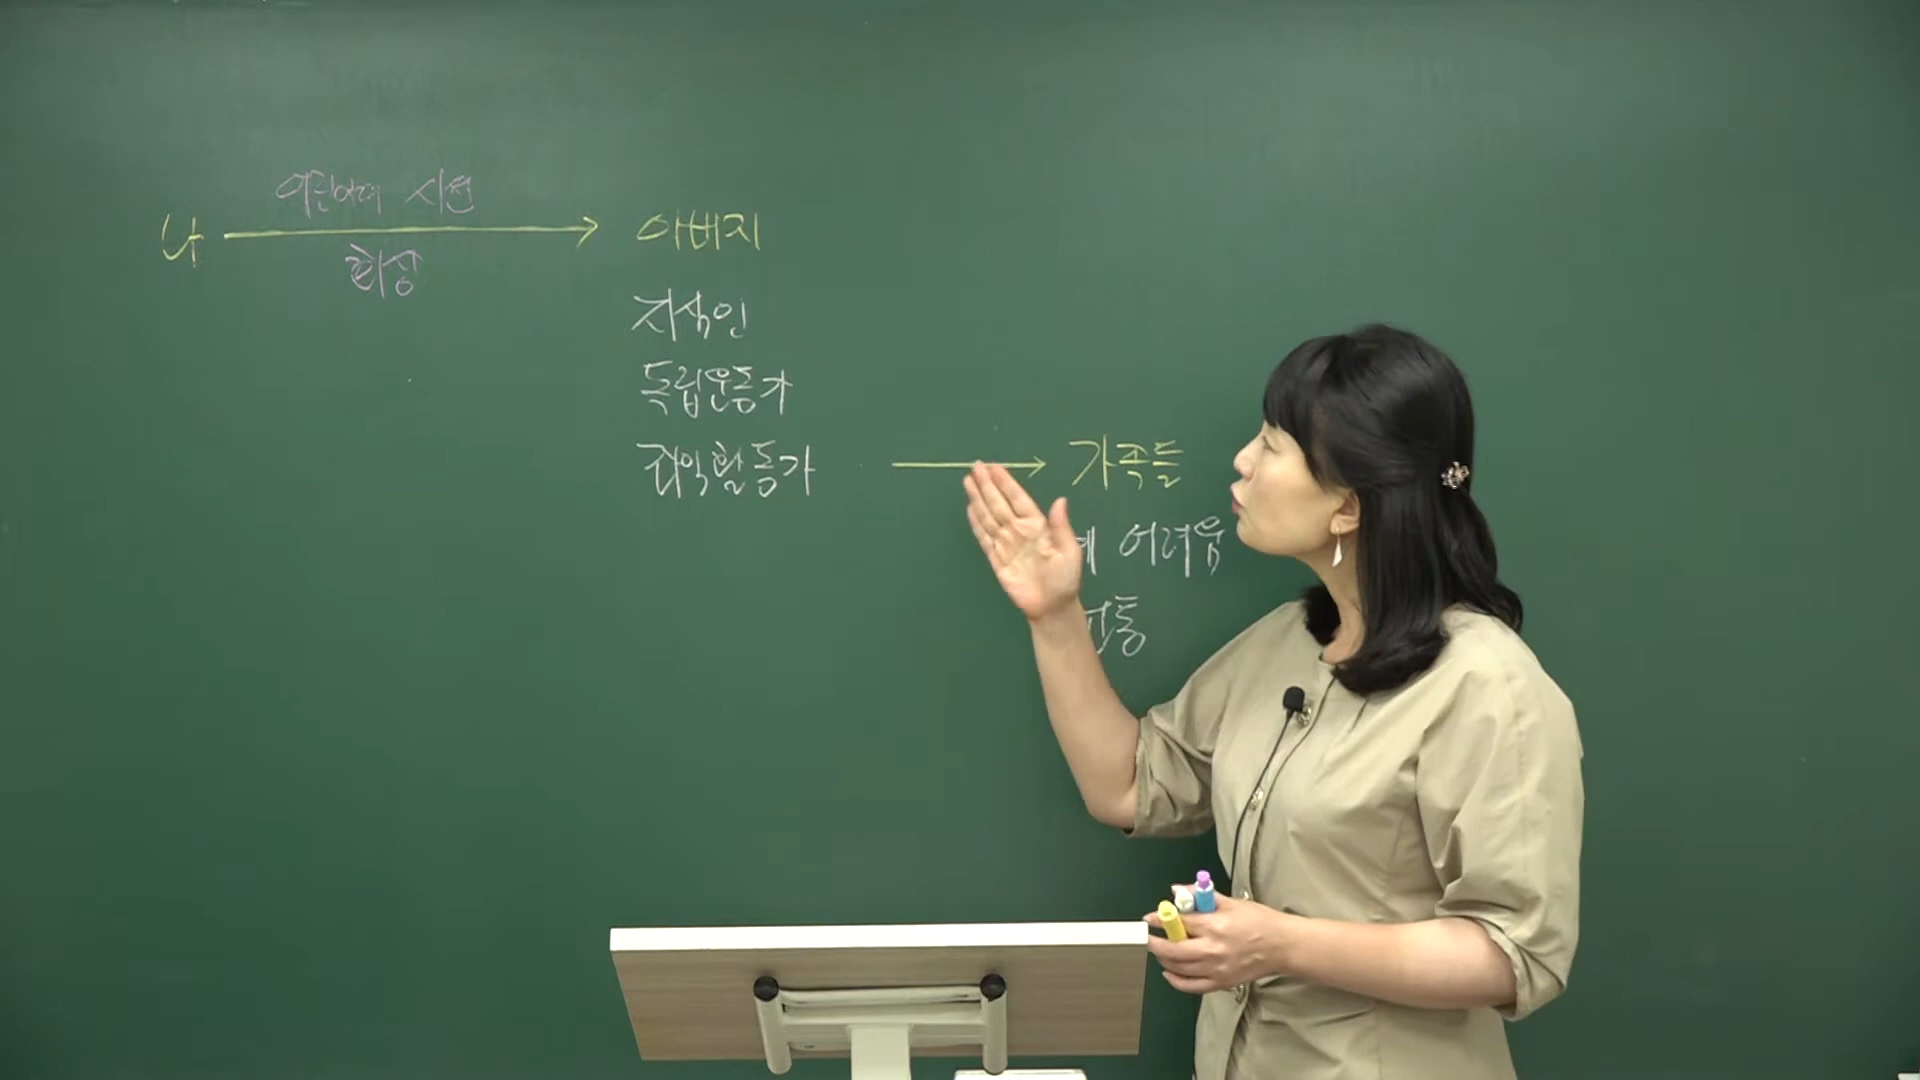 나 어린아이 시점 아버지
회상
지식인
독립운동가
좌익활동가 가족들
어려움
고통